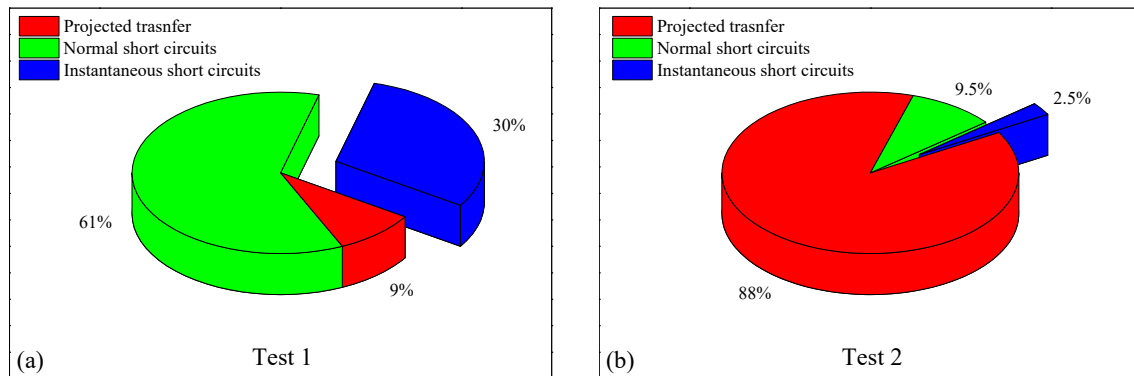 Projected trasnfer
Normal short circuits
Instantaneous short circuits
30%
61%
9%
(a)
Test 1
Projected trasnfer
Normal short circuits
Instantaneous short circuits
9.5%
2.5%
88%
(b)
Test 2